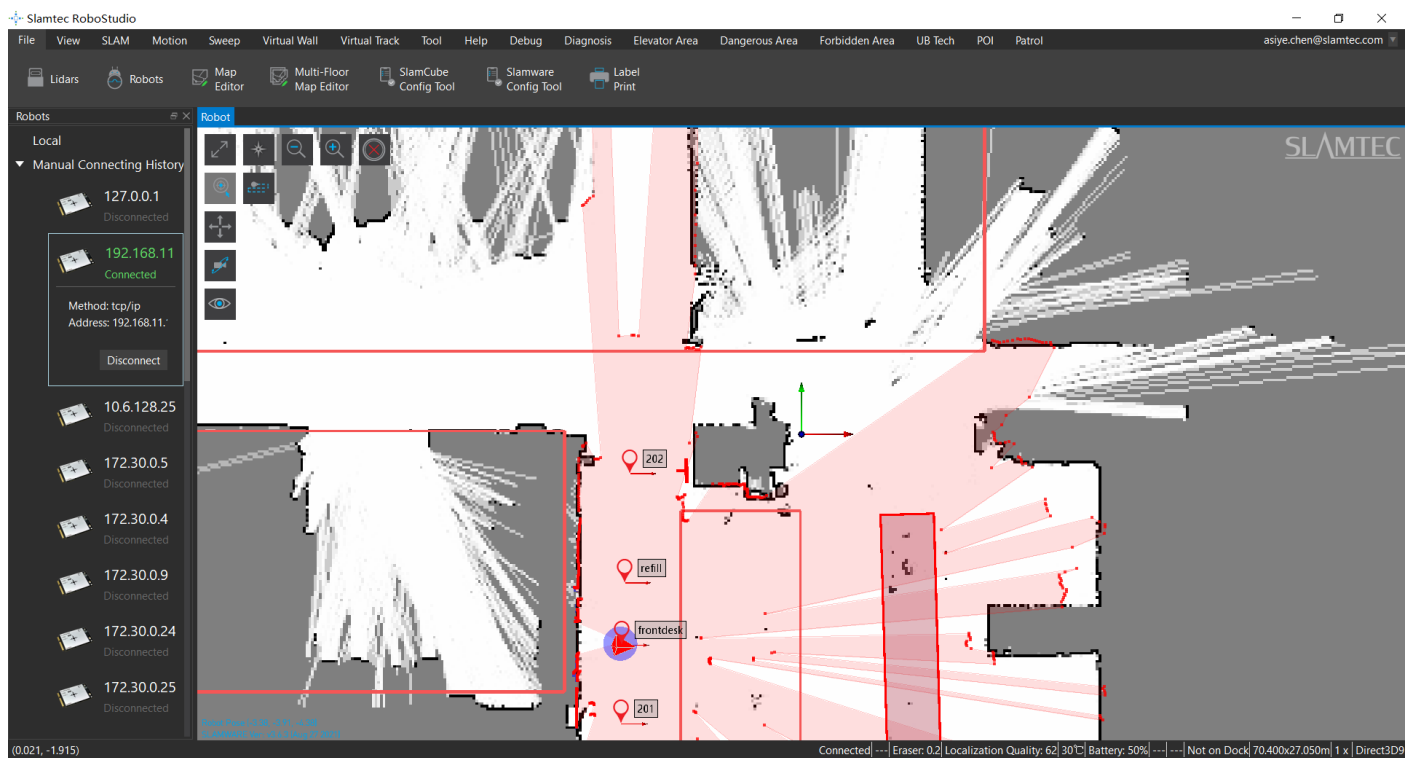 Slamtec RoboStudio
File View SLAM Motion Sweep Virtual Wall Virtual Track Tool Help Debug Diagnosis Elevator Area Dangerous Area Forbidden Area UB Tech POI Patrol asiye.chen@slamtec.com
Lidars
Robots
Map
Editor
Multi-Floor
Map Editor
SlamCube
Config Tool
Slamware
Config Tool
Label
Print
Robots
Robot
Local
Manual Connecting History
127.0.0.1
Disconnected
192.168.11
Connected
Method: tcp/ip
Address: 192.168.11.
Disconnect
10.6.128.25
Disconnected
172.30.0.5
Disconnected
172.30.0.4
Disconnected
172.30.0.9
Disconnected
172.30.0.24
Disconnected
172.30.0.25
Disconnected
SLAMTEC
202
refill
frontdesk
201
(0.021, -1.915)
Connected --- Eraser: 0.2 Localization Quality: 62 30℃ Battery: 50% --- --- Not on Dock 70.400x27.050m 1 x Direct3D9